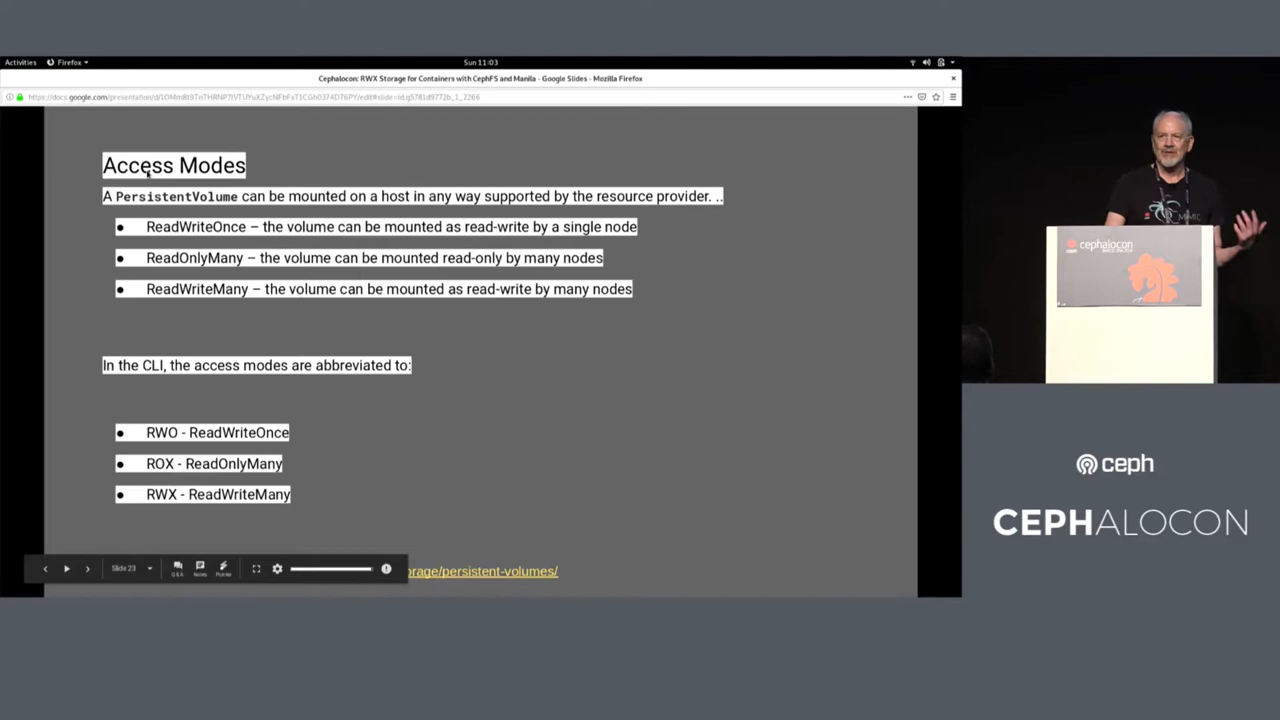 Activities
Firefox
Sun 11:03
Cephalocon: RWX Storage for Containers with CephFS and Manila - Google Slides - Mozilla Firefox
Access Modes
A PersistentVolume can be mounted on a host in any way supported by the resource provider. ..
● ReadWriteOnce – the volume can be mounted as read-write by a single node
● ReadOnlyMany – the volume can be mounted read-only by many nodes
● ReadWriteMany – the volume can be mounted as read-write by many nodes
In the CLI, the access modes are abbreviated to:
● RWO - ReadWriteOnce
● ROX - ReadOnlyMany
● RWX - ReadWriteMany
Slide 23
Q&A
Notes
Pointer
orage/persistent-volumes/
cephalocon
ceph
CEPHALOCON